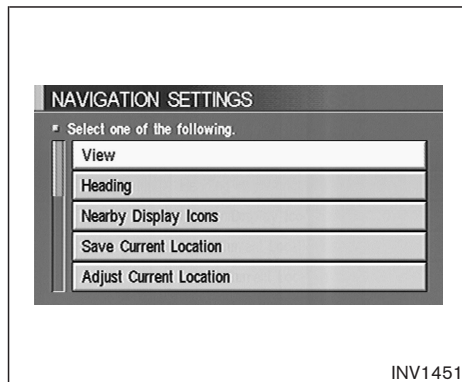 NAVIGATION SETTINGS
Select one of the following.
View
Heading
Nearby Display Icons
Save Current Location
Adjust Current Location
INV1451